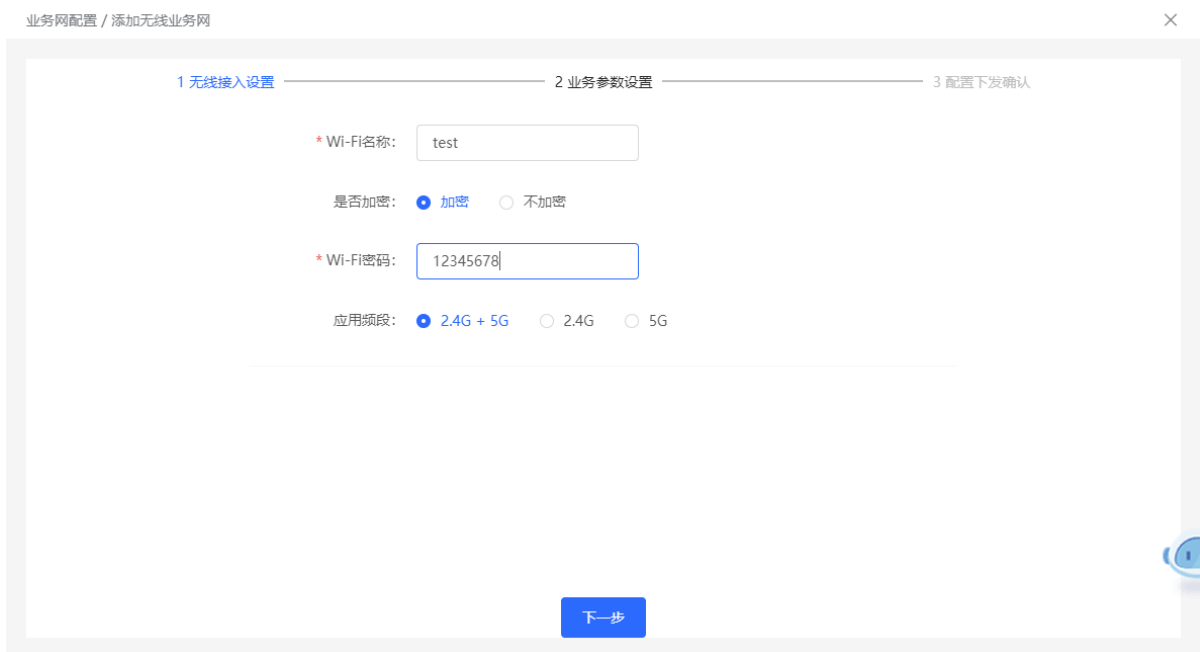 业务网配置 / 添加无线业务网
1 无线接入设置 2 业务参数设置 3 配置下发确认
* Wi-Fi名称: test
是否加密: 加密 不加密
* Wi-Fi密码: 12345678
应用频段: 2.4G + 5G 2.4G 5G
下一步